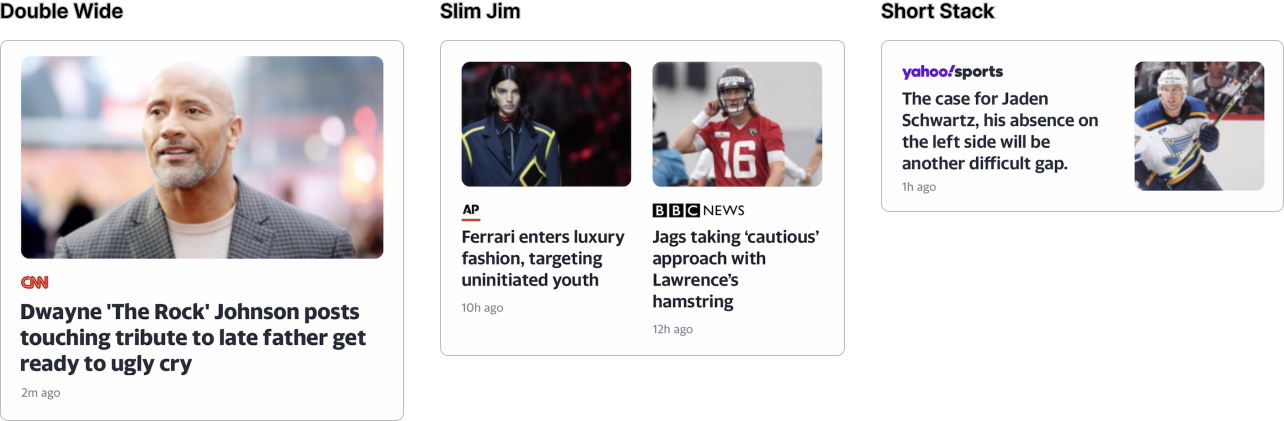 Double Wide
CNN
Dwayne 'The Rock' Johnson posts
touching tribute to late father get
ready to ugly cry
2m ago
Slim Jim
AP
Ferrari enters luxury
fashion, targeting
uninitiated youth
10h ago
16
BBC NEWS
Jags taking ‘cautious’
approach with
Lawrence’s
hamstring
12h ago
Short Stack
yahoo!sports
The case for Jaden
Schwartz, his absence on
the left side will be
another difficult gap.
1h ago